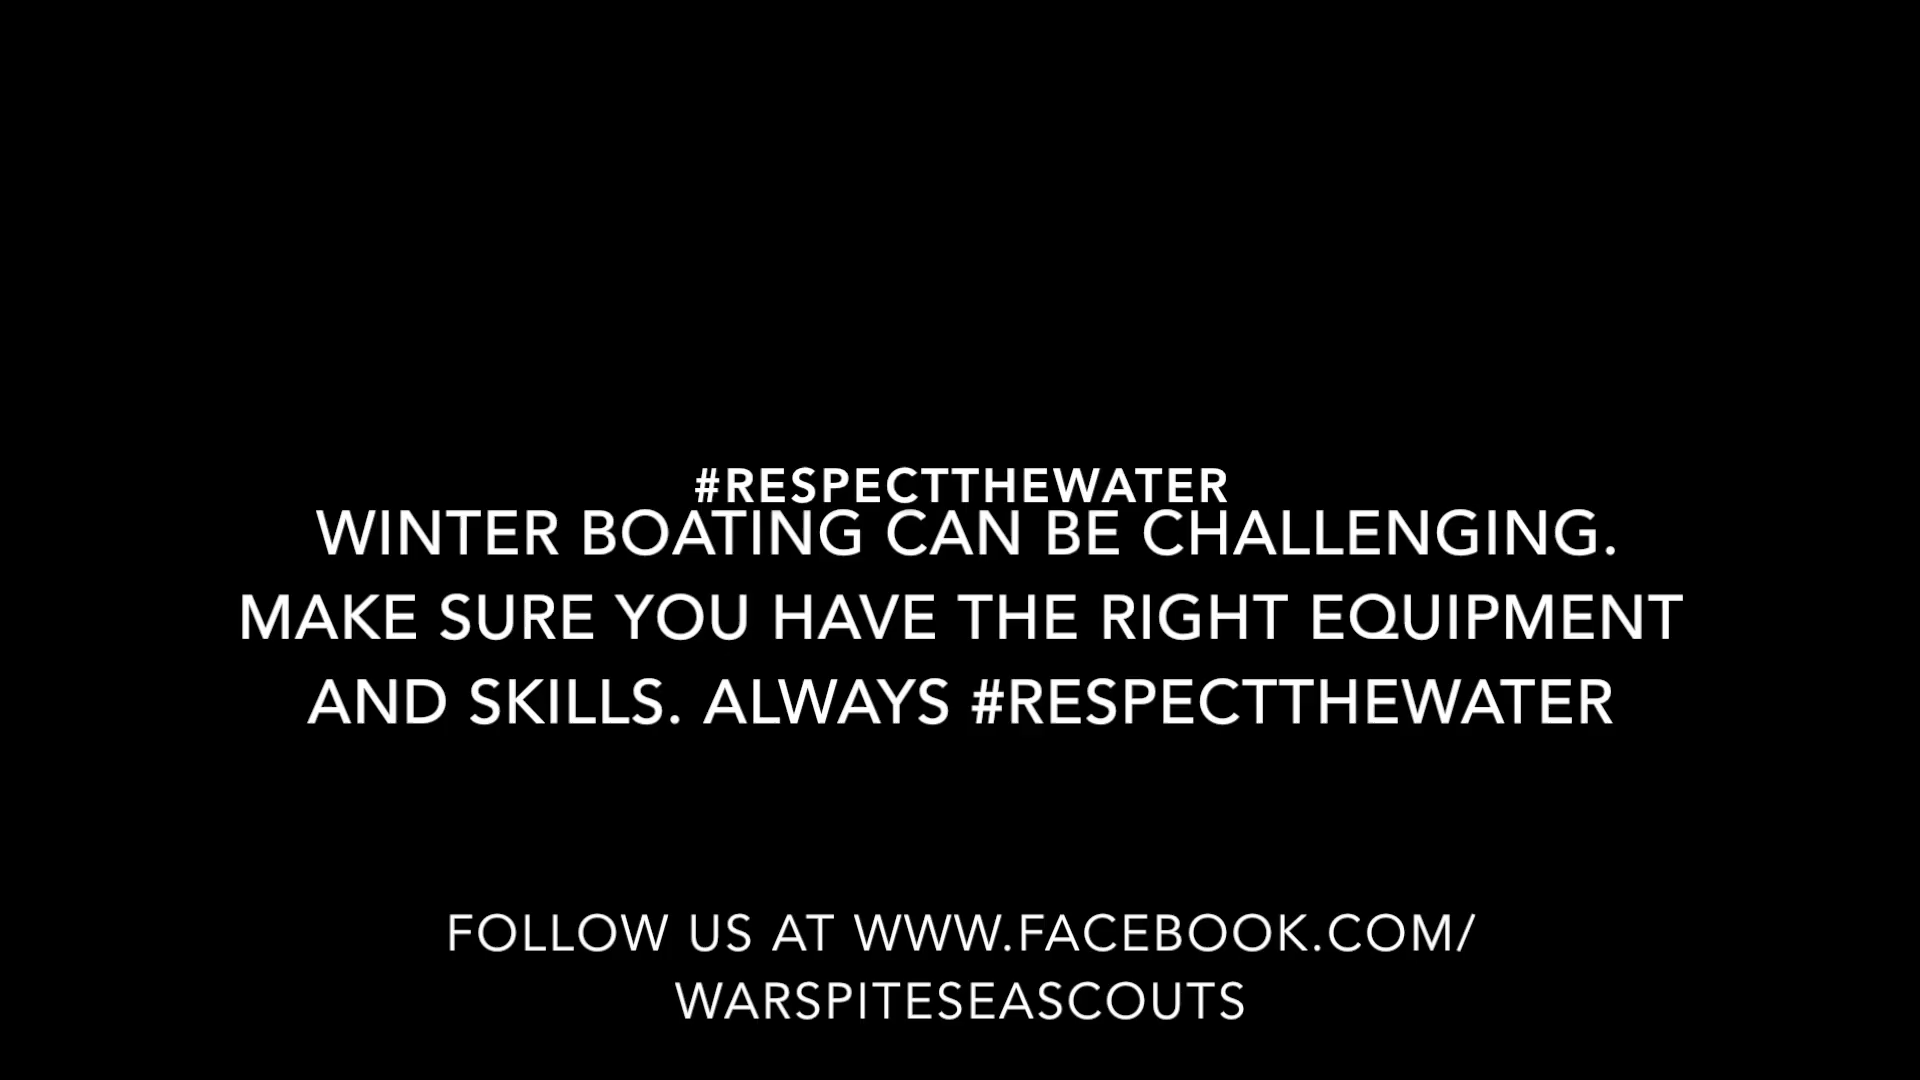 #RESPECTTHEWATER
WINTER BOATING CAN BE CHALLENGING.
MAKE SURE YOU HAVE THE RIGHT EQUIPMENT
AND SKILLS. ALWAYS #RESPECTTHEWATER
FOLLOW US AT WWW.FACEBOOK.COM/
WARSPITESEASCOUTS